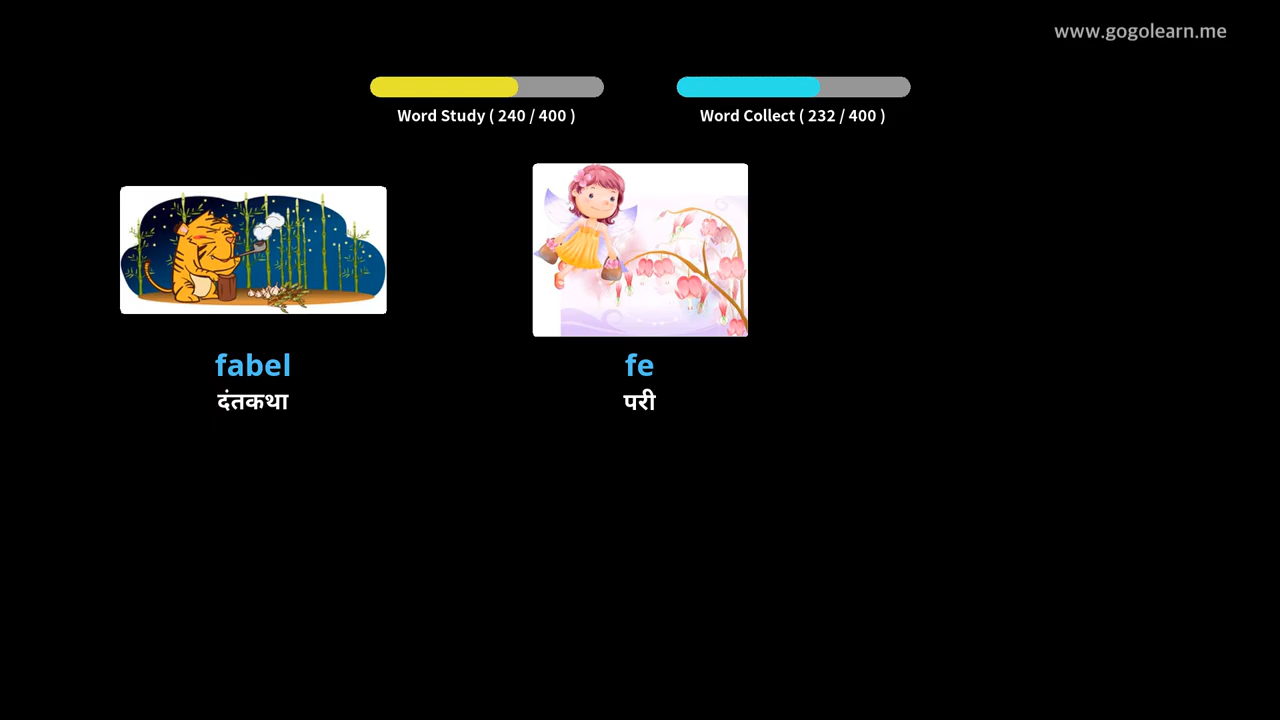 www.gogolearn.me
Word Study ( 240 / 400 )
Word Collect ( 232 / 400 )
fabel
दंतकथा
fe
परी